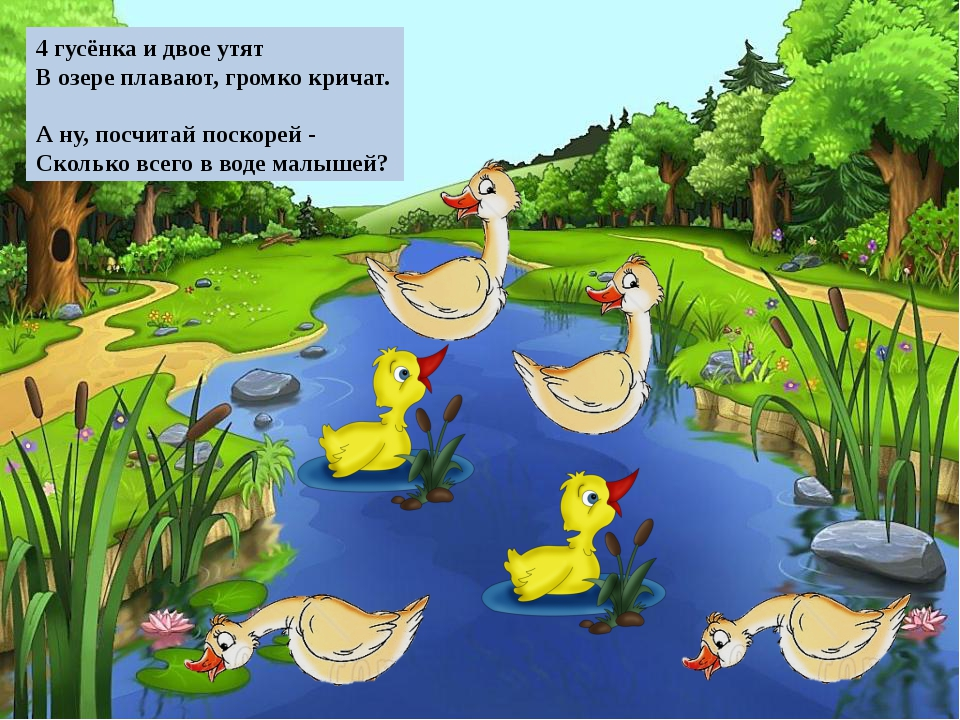 4 гусёнка и двое утят
В озере плавают, громко кричат.
А ну, посчитай поскорей -
Сколько всего в воде малышей?